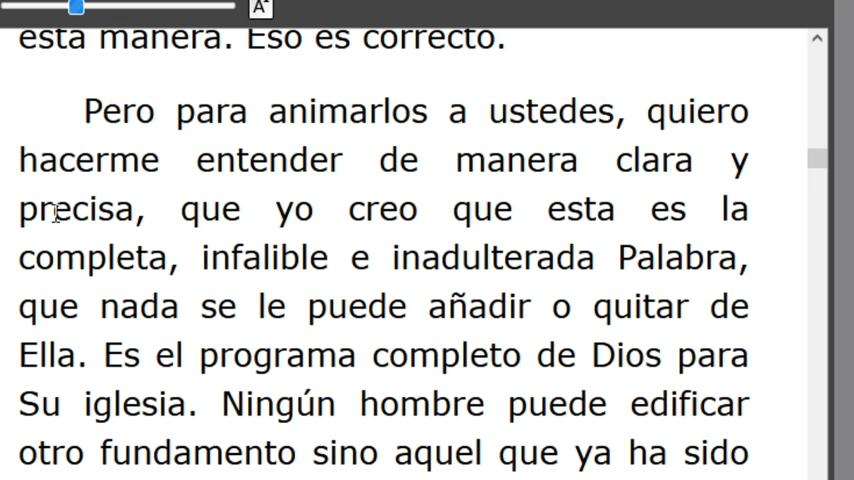 A
esta manera. Eso es correcto.
Pero para animarlos a ustedes, quiero
hacerme entender de manera clara y
precisa, que yo creo que esta es la
completa, infalible e inadulterada Palabra,
que nada se le puede añadir o quitar de
Ella. Es el programa completo de Dios para
Su iglesia. Ningún hombre puede edificar
otro fundamento sino aquel que ya ha sido